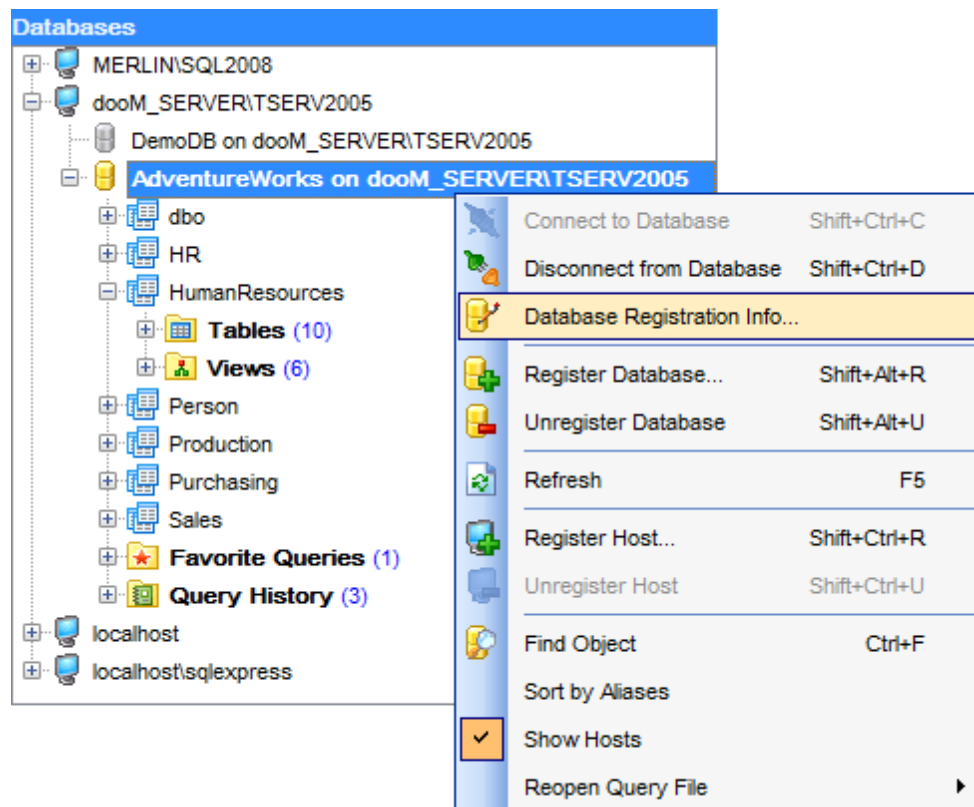 Databases
MERLIN\SQL2008
dooM_SERVER\TSERV2005
DemoDB on dooM_SERVER\TSERV2005
AdventureWorks on dooM_SERVER\TSERV2005
dbo
HR
HumanResources
Tables (10)
Views (6)
Person
Production
Purchasing
Sales
Favorite Queries (1)
Query History (3)
localhost
localhost\sqlexpress
Connect to Database Shift+Ctrl+C
Disconnect from Database Shift+Ctrl+D
Database Registration Info...
Register Database... Shift+Alt+R
Unregister Database Shift+Alt+U
Refresh F5
Register Host... Shift+Ctrl+R
Unregister Host Shift+Ctrl+U
Find Object Ctrl+F
Sort by Aliases
Show Hosts
Reopen Query File